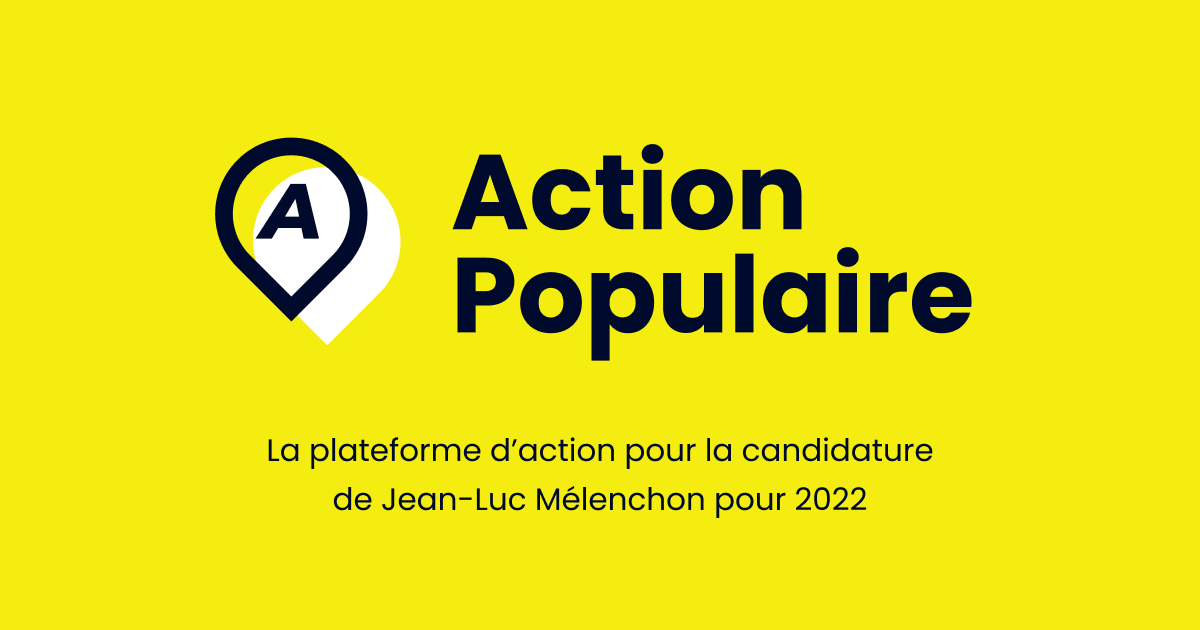 A
Action
Populaire
La plateforme d’action pour la candidature
de Jean-Luc Mélenchon pour 2022